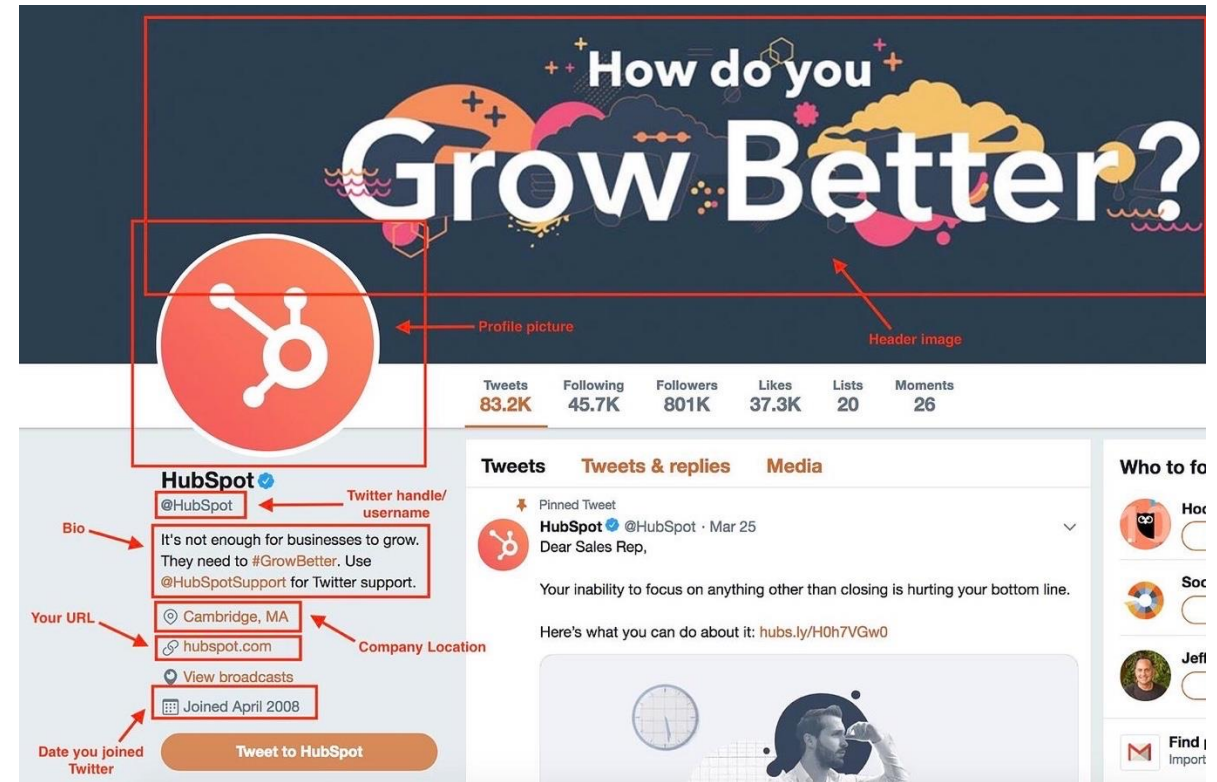 How do you
Grow Better?
Profile picture
Header image
Tweets Following Followers Likes Lists Moments
83.2K 45.7K 801K 37.3K 20 26
HubSpot
@HubSpot
Twitter handle/
username
Bio
It's not enough for businesses to grow.
They need to #GrowBetter. Use
@HubSpotSupport for Twitter support.
Cambridge, MA
Company Location
Your URL
hubspot.com
View broadcasts
Joined April 2008
Date you joined
Twitter
Tweet to HubSpot
Tweets Tweets & replies Media
Pinned Tweet
HubSpot @HubSpot · Mar 25
Dear Sales Rep,
Your inability to focus on anything other than closing is hurting your bottom line.
Here's what you can do about it: hubs.ly/H0h7VGw0
Who to fo
Hoo
Soc
Jeff
Find
Import